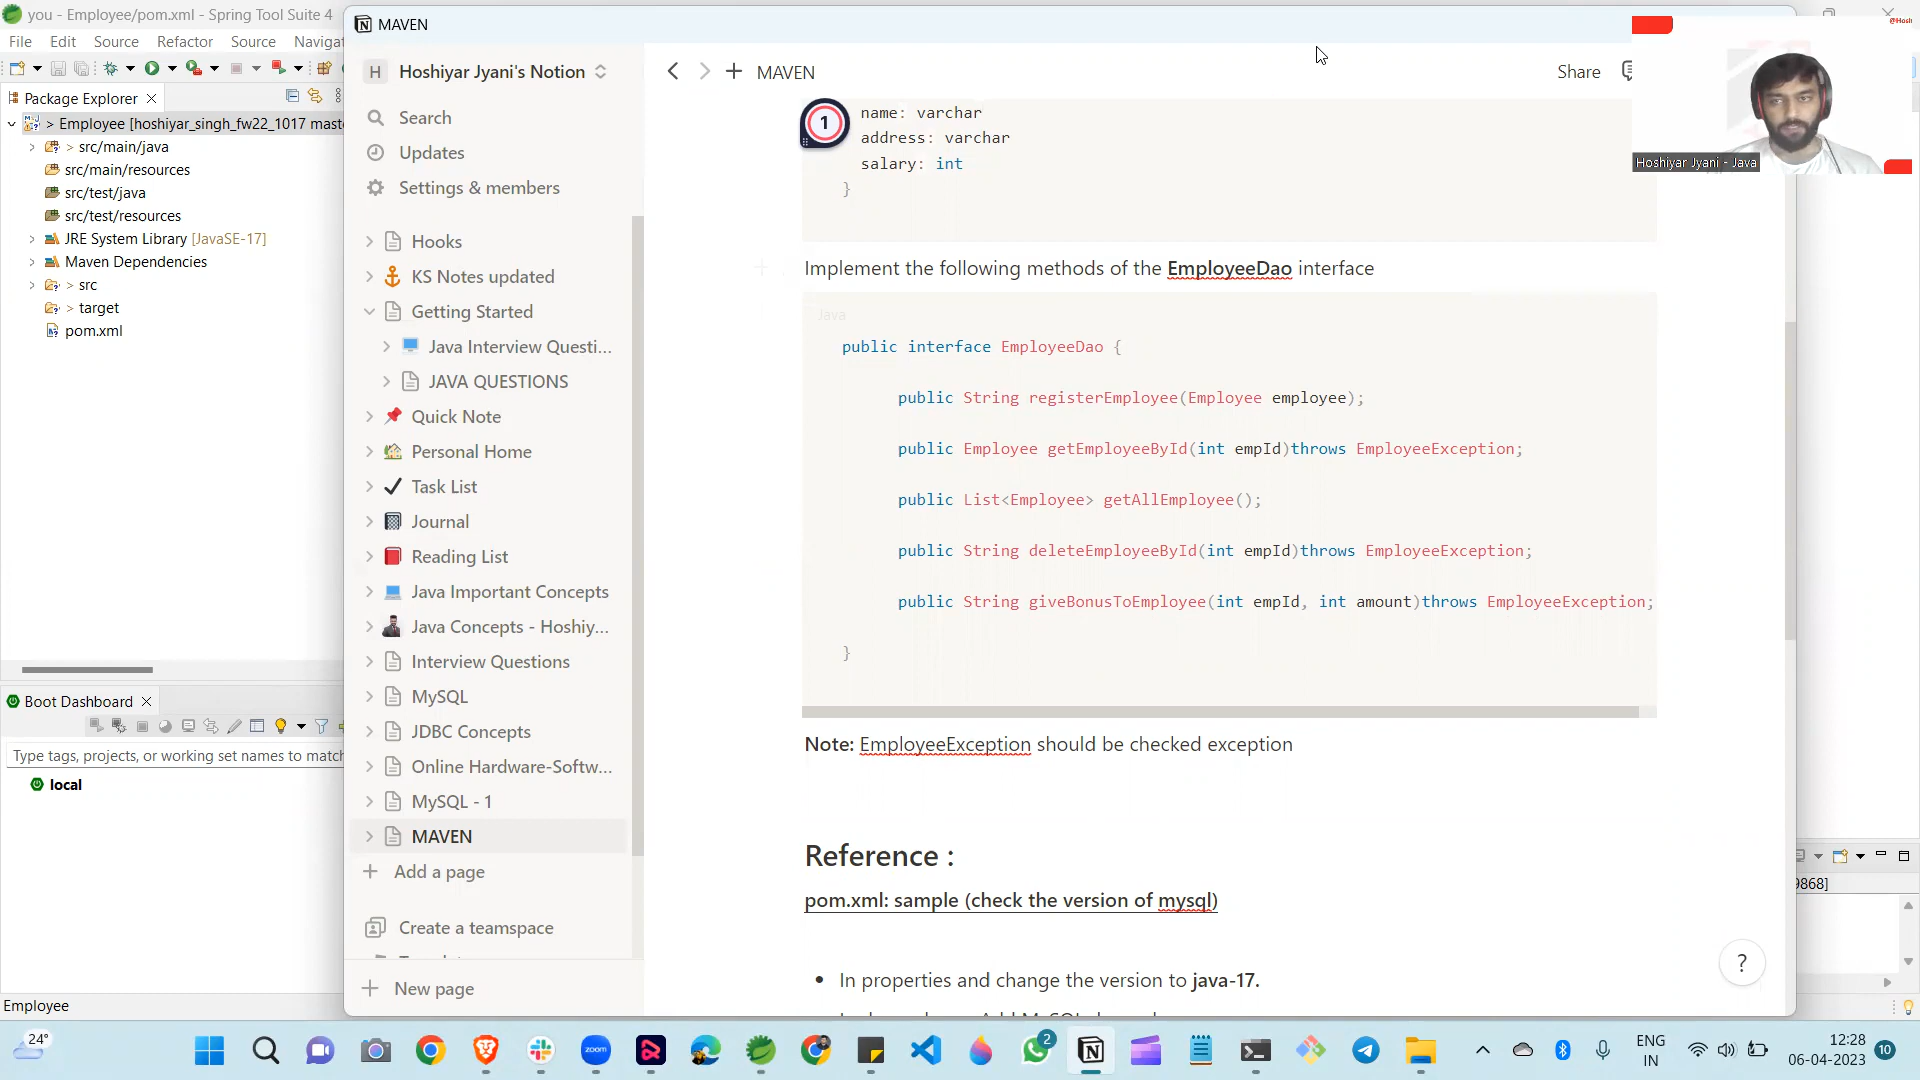 you - Employee/pom.xml - Spring Tool Suite 4
File Edit Source Refactor Source Navigat
Package Explorer
> Employee [hoshiyar_singh_fw22_1017 maste
> src/main/java
src/main/resources
src/test/java
src/test/resources
JRE System Library [JavaSE-17]
Maven Dependencies
> src
> target
pom.xml
Boot Dashboard
Type tags, projects, or working set names to match
local
Employee
MAVEN
H Hoshiyar Jyani's Notion
Search
Updates
Settings & members
Hooks
KS Notes updated
Getting Started
Java Interview Questi...
JAVA QUESTIONS
Quick Note
Personal Home
Task List
Journal
Reading List
Java Important Concepts
Java Concepts - Hoshiy...
Interview Questions
MySQL
JDBC Concepts
Online Hardware-Softw...
MySQL - 1
MAVEN
Add a page
Create a teamspace
New page
MAVEN
Share
1
name: varchar
address: varchar
salary: int
}
Implement the following methods of the EmployeeDao interface
Java
public interface EmployeeDao {
public String registerEmployee(Employee employee);
public Employee getEmployeeById(int empId)throws EmployeeException;
public List<Employee> getAllEmployee();
public String deleteEmployeeById(int empId)throws EmployeeException;
public String giveBonusToEmployee(int empId, int amount)throws EmployeeException;
}
Note: EmployeeException should be checked exception
Reference :
pom.xml: sample (check the version of mysql)
• In properties and change the version to java-17.
?
@Hosh
Hoshiyar Jyani - Java
9868]
24°
zoom
2
ENG
IN
12:28
06-04-2023
10